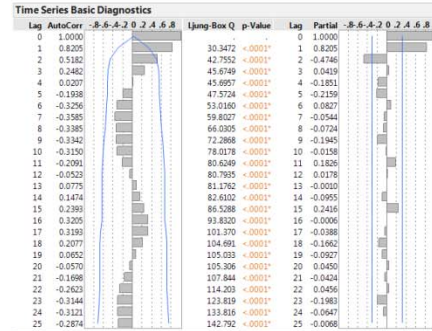 Time Series Basic Diagnostics
Lag AutoCorr -.8-.6-.4-.2 0 .2 .4 .6 .8 Ljung-Box Q p-Value Lag Partial -.8-.6-.4-.2 0 .2 .4 .6 .8
0 1.0000 . . 0 1.0000
1 0.8205 30.3472 <.0001* 1 0.8205
2 0.5182 42.7552 <.0001* 2 -0.4746
3 0.2482 45.6749 <.0001* 3 0.0419
4 0.0207 45.6957 <.0001* 4 -0.1851
5 -0.1938 47.5724 <.0001* 5 -0.2159
6 -0.3256 53.0160 <.0001* 6 0.0827
7 -0.3585 59.8027 <.0001* 7 -0.0544
8 -0.3385 66.0305 <.0001* 8 -0.0724
9 -0.3342 72.2868 <.0001* 9 -0.1945
10 -0.3150 78.0178 <.0001* 10 -0.0158
11 -0.2091 80.6249 <.0001* 11 0.1826
12 -0.0523 80.7935 <.0001* 12 0.0178
13 0.0775 81.1762 <.0001* 13 -0.0010
14 0.1474 82.6102 <.0001* 14 -0.0955
15 0.2393 86.5288 <.0001* 15 0.2416
16 0.3205 93.8320 <.0001* 16 -0.0006
17 0.3193 101.370 <.0001* 17 -0.0388
18 0.2077 104.691 <.0001* 18 -0.1662
19 0.0652 105.033 <.0001* 19 -0.0927
20 -0.0570 105.306 <.0001* 20 0.0450
21 -0.1698 107.844 <.0001* 21 -0.0424
22 -0.2623 114.203 <.0001* 22 0.0456
23 -0.3144 123.819 <.0001* 23 -0.1983
24 -0.3121 133.816 <.0001* 24 -0.0647
25 -0.2874 142.792 <.0001* 25 -0.0068